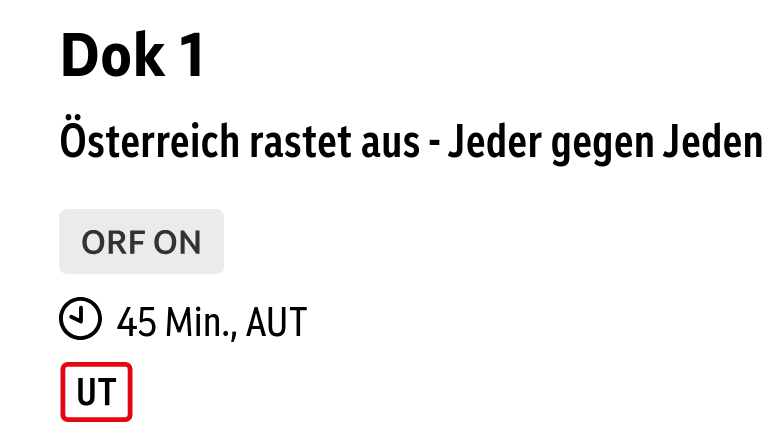 Dok 1
Österreich rastet aus - Jeder gegen Jeden
ORF ON
45 Min., AUT
UT